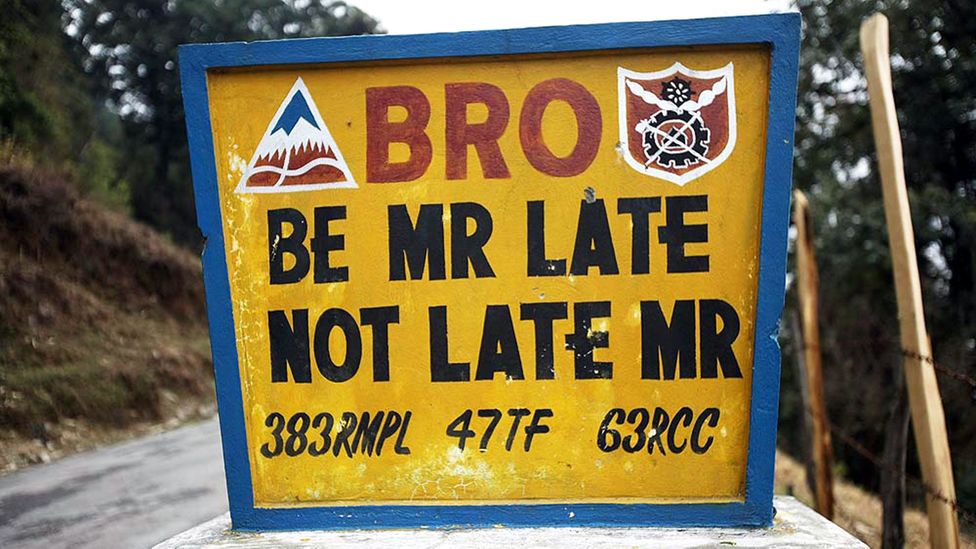 BRO
BE MR LATE
NOT LATE MR
383RMPL 47TF 63RCC